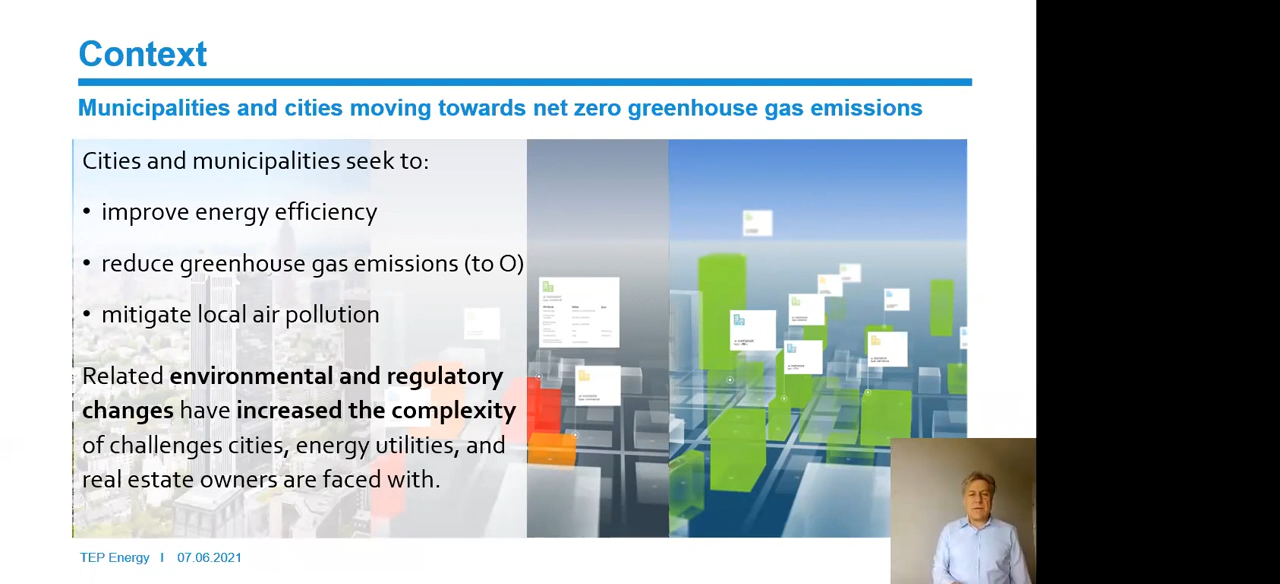 Context
Municipalities and cities moving towards net zero greenhouse gas emissions
Cities and municipalities seek to:
• improve energy efficiency
• reduce greenhouse gas emissions (to O)
• mitigate local air pollution
Related environmental and regulatory
changes have increased the complexity
of challenges cities, energy utilities, and
real estate owners are faced with.
TEP Energy I 07.06.2021